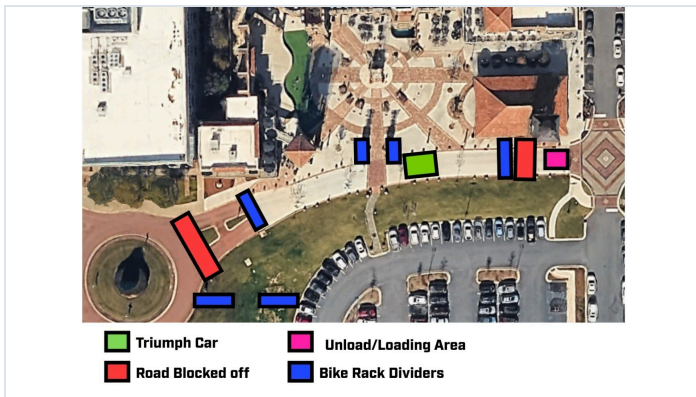 Triumph Car
Unload/Loading Area
Road Blocked off
Bike Rack Dividers